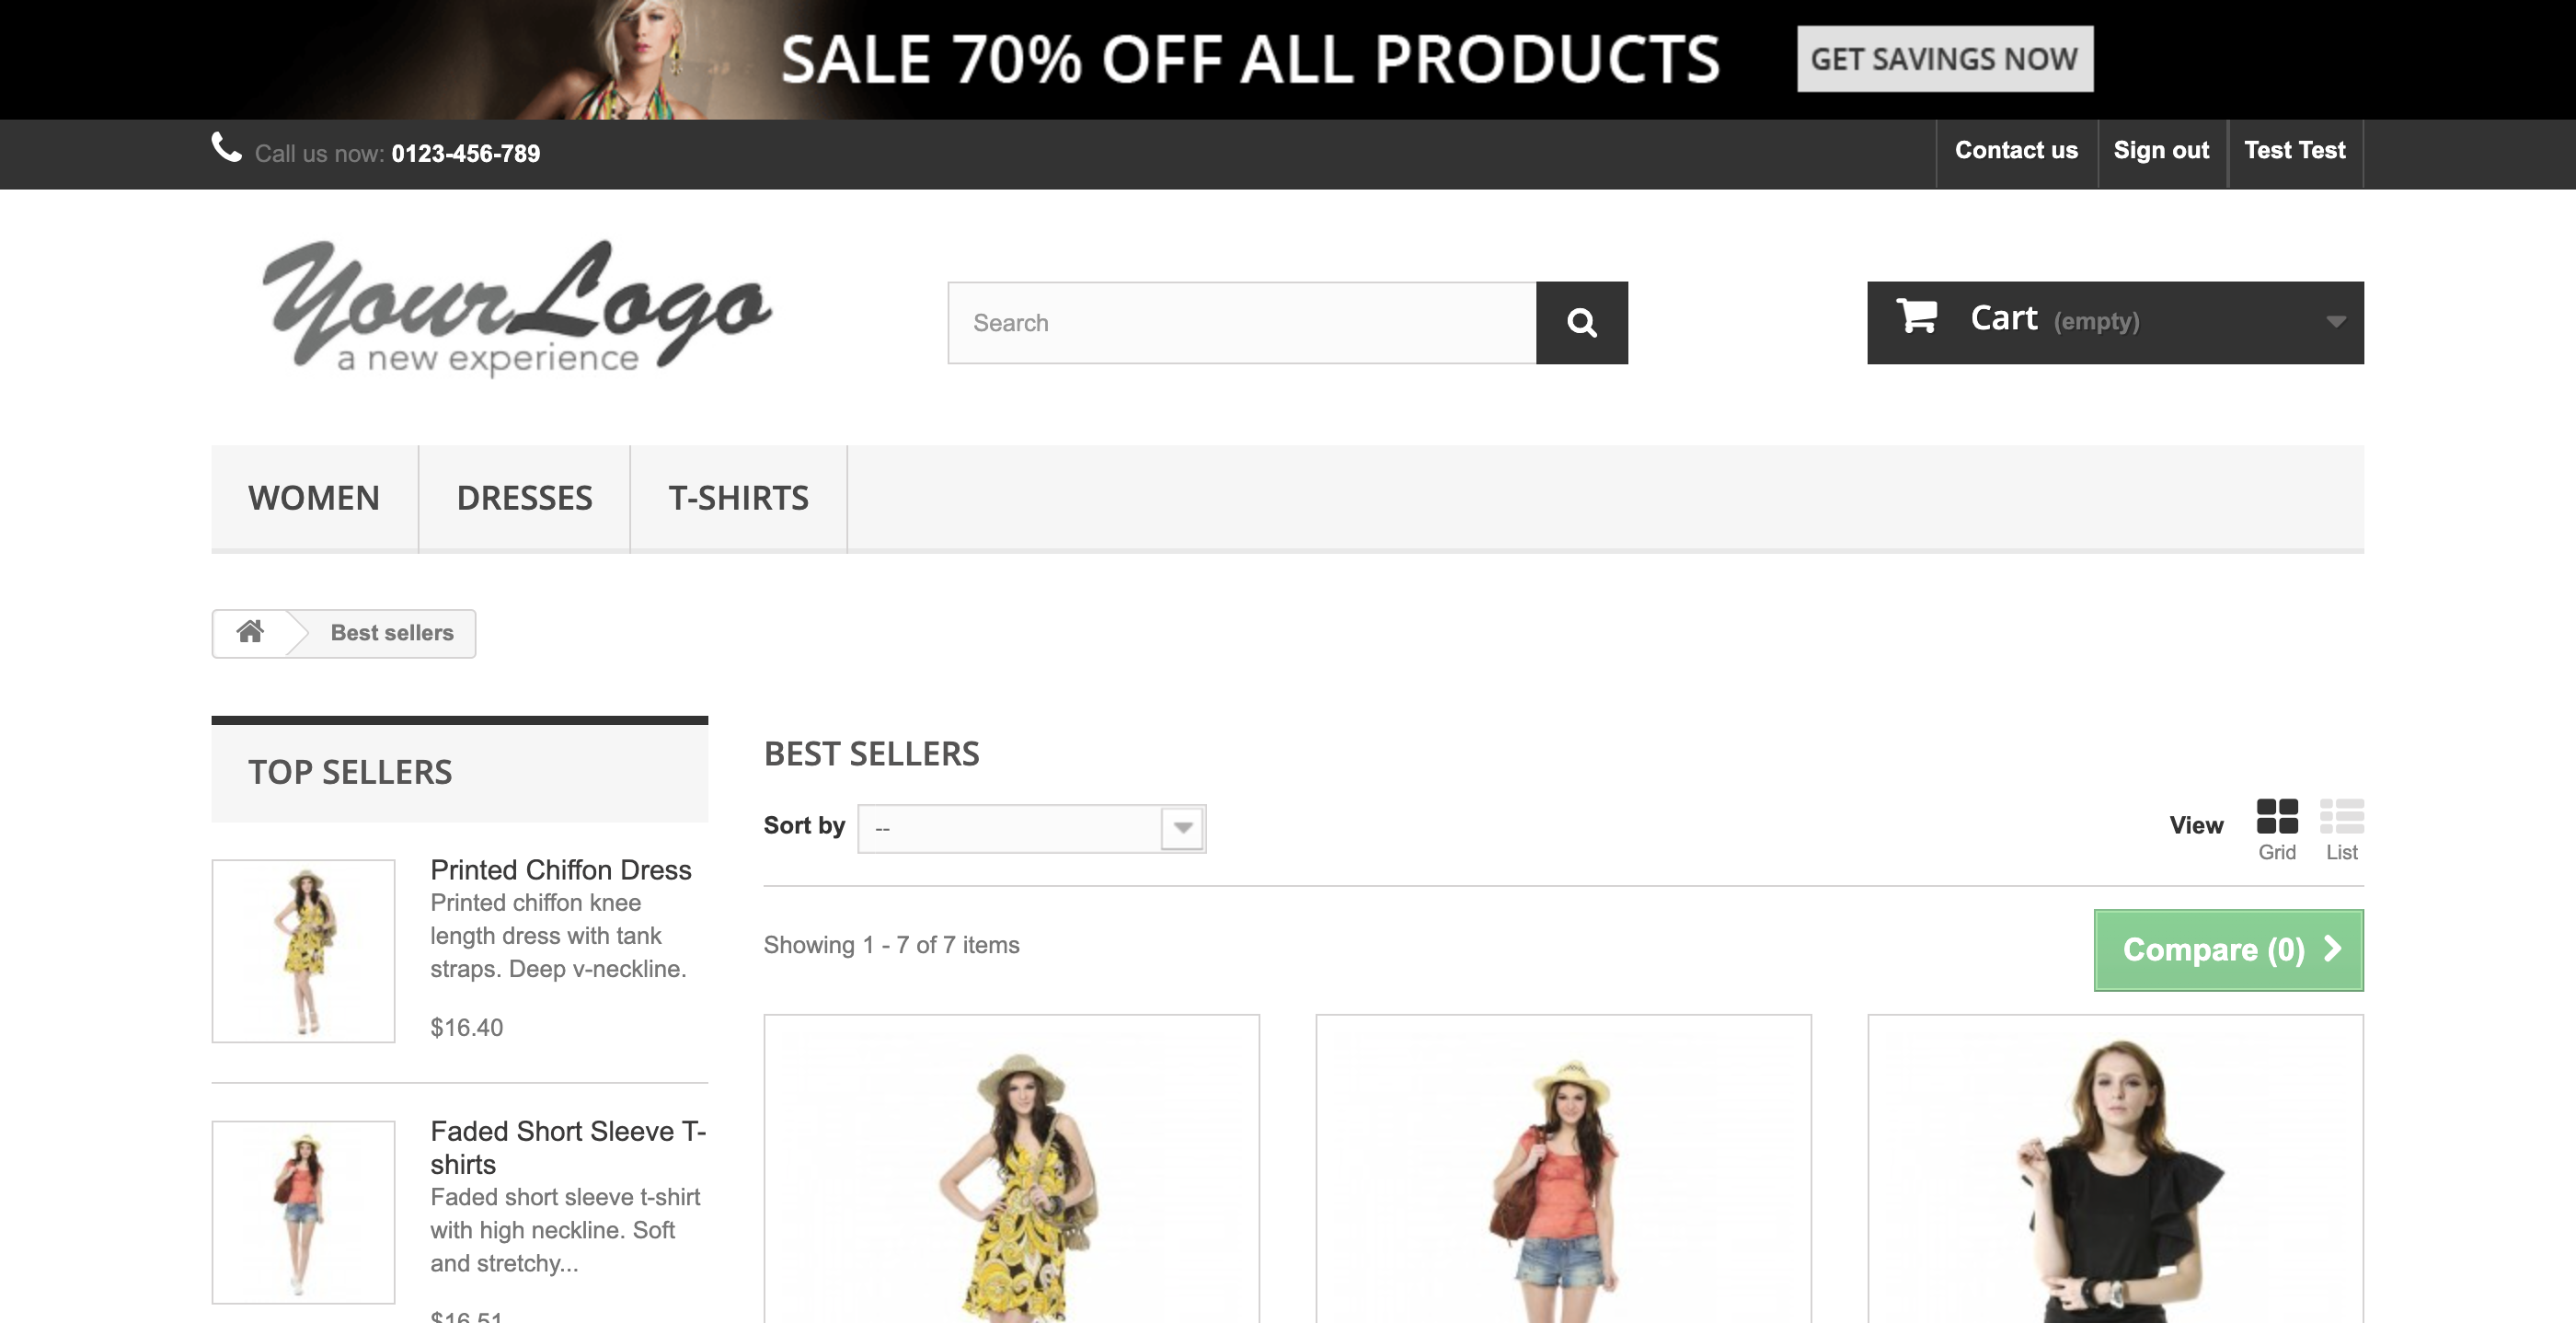 SALE 70% OFF ALL PRODUCTS
GET SAVINGS NOW
Call us now: 0123-456-789
Contact us
Sign out
Test Test
YourLogo
a new experience
Search
Cart (empty)
WOMEN
DRESSES
T-SHIRTS
Best sellers
TOP SELLERS
Printed Chiffon Dress
Printed chiffon knee
length dress with tank
straps. Deep v-neckline.
$16.40
Faded Short Sleeve T-
shirts
Faded short sleeve t-shirt
with high neckline. Soft
and stretchy...
$16.51
BEST SELLERS
Sort by
--
View
Grid
List
Showing 1 - 7 of 7 items
Compare (0)